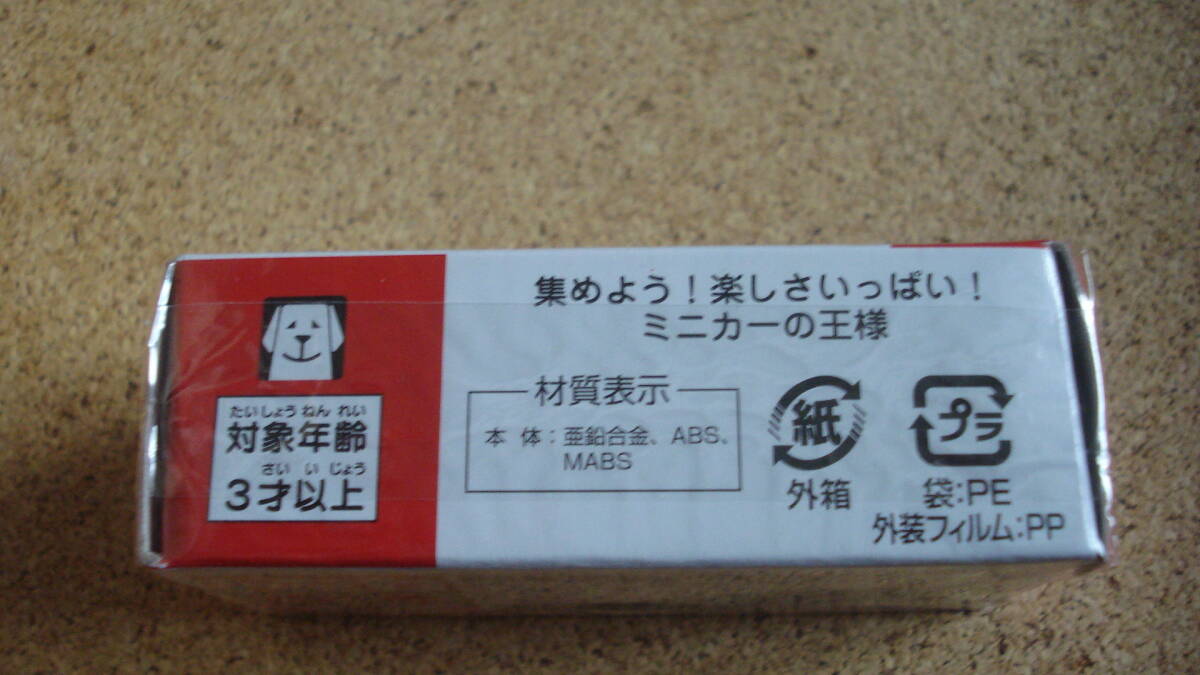 たいしょう ねん れい
対象年齢
さい い じょう
3才以上
集めよう!楽しさいっぱい!
ミニカーの王様
材質表示
本 体:亜鉛合金、ABS、
MABS
紙
外箱
プラ
袋:PE
外装フィルム:PP